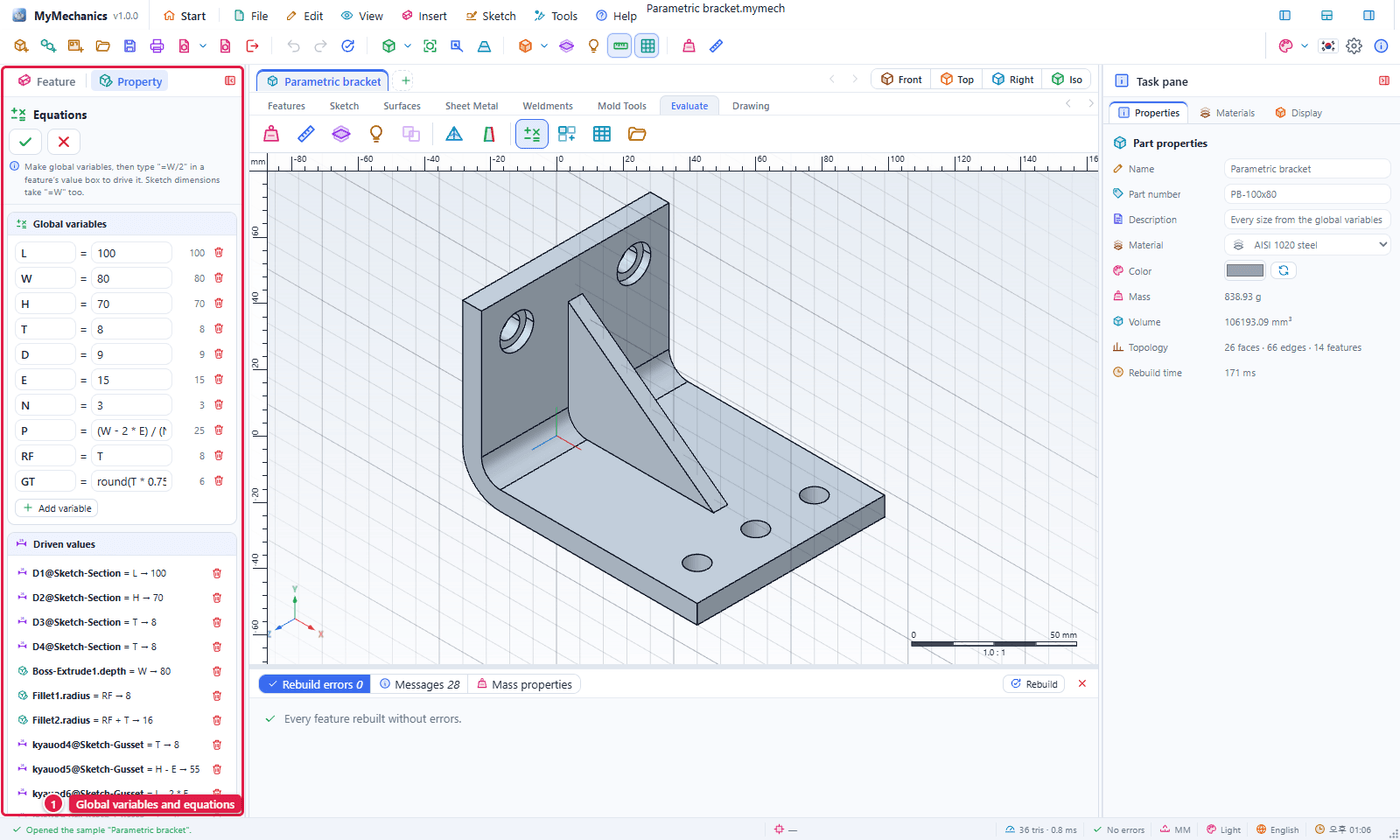 MyMechanics v1.0.0
Start File Edit View Insert Sketch Tools Help
Parametric bracket.mymech
Feature Property
Equations
Make global variables, then type "=W/2" in a
feature's value box to drive it. Sketch dimensions
take "=W" too.
Global variables
L = 100 100
W = 80 80
H = 70 70
T = 8 8
D = 9 9
E = 15 15
N = 3 3
P = (W - 2 * E) / (N 25
RF = T 8
GT = round(T * 0.75 6
Add variable
Driven values
D1@Sketch-Section = L → 100
D2@Sketch-Section = H → 70
D3@Sketch-Section = T → 8
D4@Sketch-Section = T → 8
Boss-Extrude1.depth = W → 80
Fillet1.radius = RF → 8
Fillet2.radius = RF + T → 16
kyauod4@Sketch-Gusset = T → 8
kyauod5@Sketch-Gusset = H - E → 55
1 Global variables and equations
Parametric bracket
Front Top Right Iso
Features Sketch Surfaces Sheet Metal Weldments Mold Tools Evaluate Drawing
mm -80 -60 -40 -20 0 20 40 60 80 100 120 140 16
60
40
20
0
-20
-40
-60
Y
X
Z
0 50 mm
1.0 : 1
Rebuild errors 0 Messages 28 Mass properties Rebuild
Every feature rebuilt without errors.
Task pane
Properties Materials Display
Part properties
Name Parametric bracket
Part number PB-100x80
Description Every size from the global variables
Material AISI 1020 steel
Color
Mass 838.93 g
Volume 106193.09 mm³
Topology 26 faces · 66 edges · 14 features
Rebuild time 171 ms
Opened the sample "Parametric bracket".
— 36 tris · 0.8 ms No errors MM Light English 오후 01:06